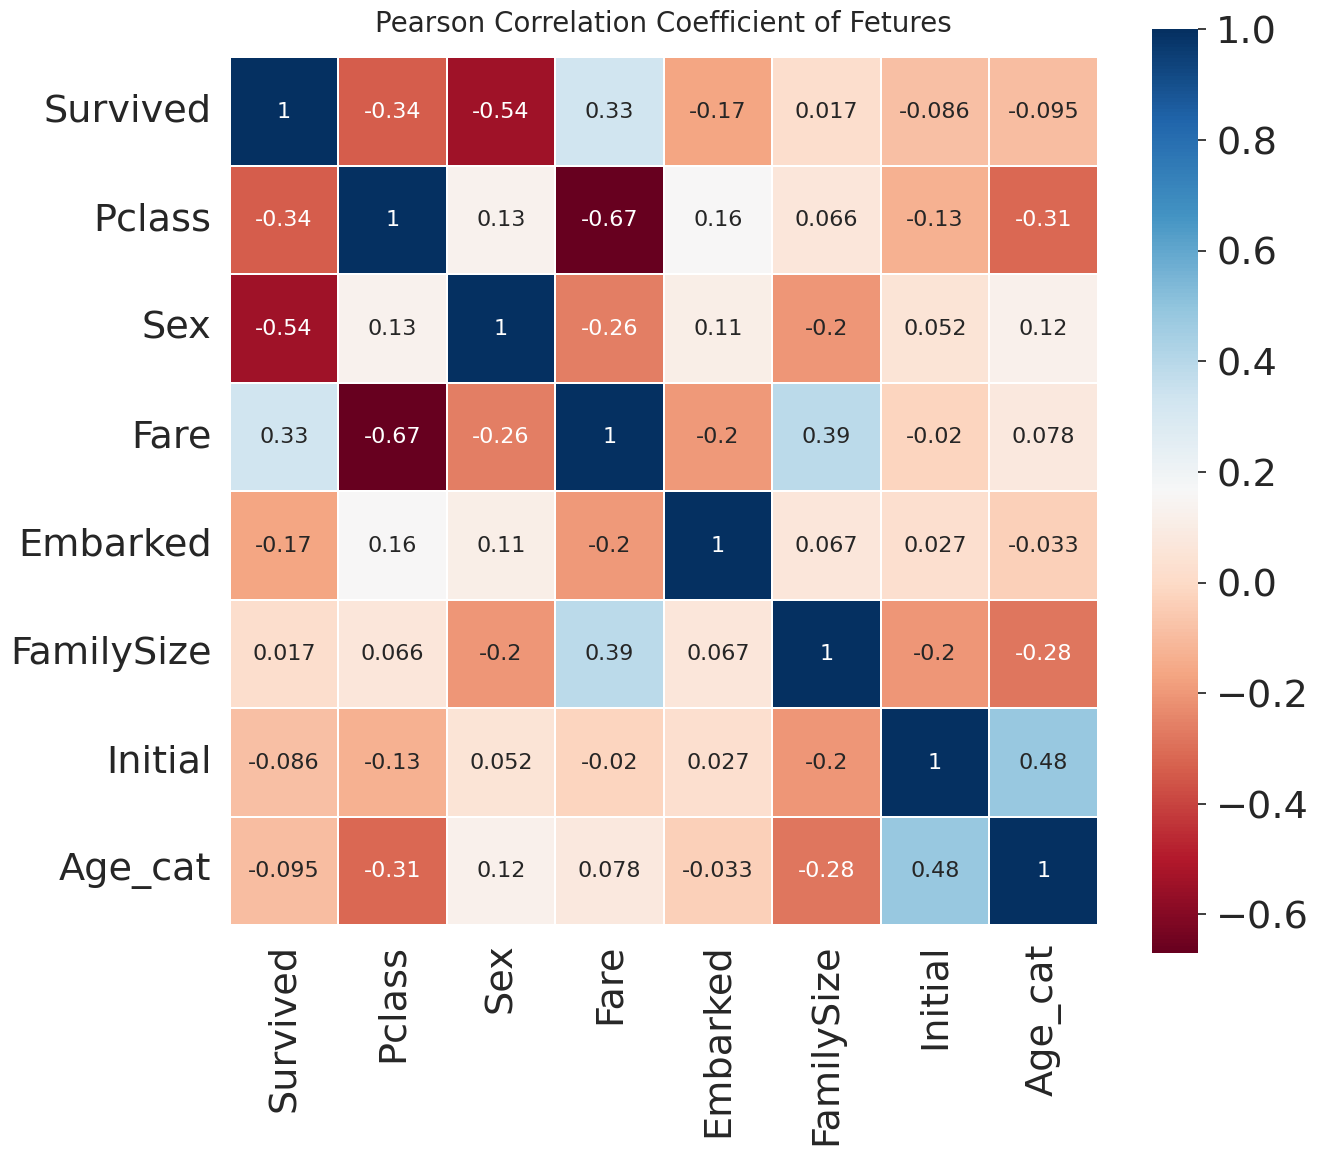 Pearson Correlation Coefficient of Fetures
Survived 1 -0.34 -0.54 0.33 -0.17 0.017 -0.086 -0.095
Pclass -0.34 1 0.13 -0.67 0.16 0.066 -0.13 -0.31
Sex -0.54 0.13 1 -0.26 0.11 -0.2 0.052 0.12
Fare 0.33 -0.67 -0.26 1 -0.2 0.39 -0.02 0.078
Embarked -0.17 0.16 0.11 -0.2 1 0.067 0.027 -0.033
FamilySize 0.017 0.066 -0.2 0.39 0.067 1 -0.2 -0.28
Initial -0.086 -0.13 0.052 -0.02 0.027 -0.2 1 0.48
Age_cat -0.095 -0.31 0.12 0.078 -0.033 -0.28 0.48 1
Survived
Pclass
Sex
Fare
Embarked
FamilySize
Initial
Age_cat
1.0
0.8
0.6
0.4
0.2
0.0
−0.2
−0.4
−0.6